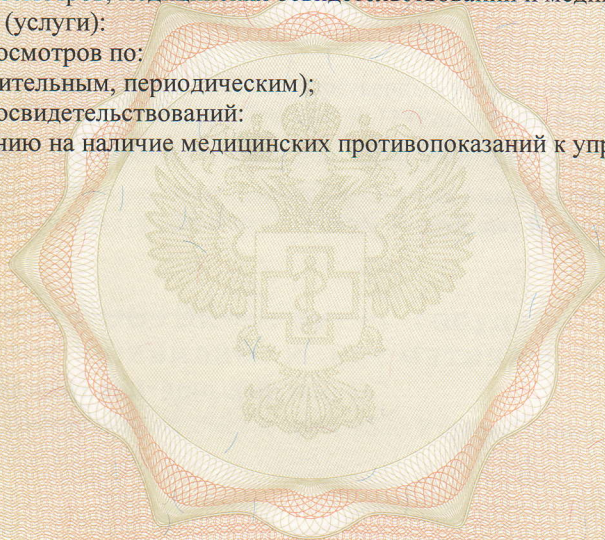 (услуги):
осмотров по:
ительным, периодическим);
освидетельствований:
нию на наличие медицинских противопоказаний к упр